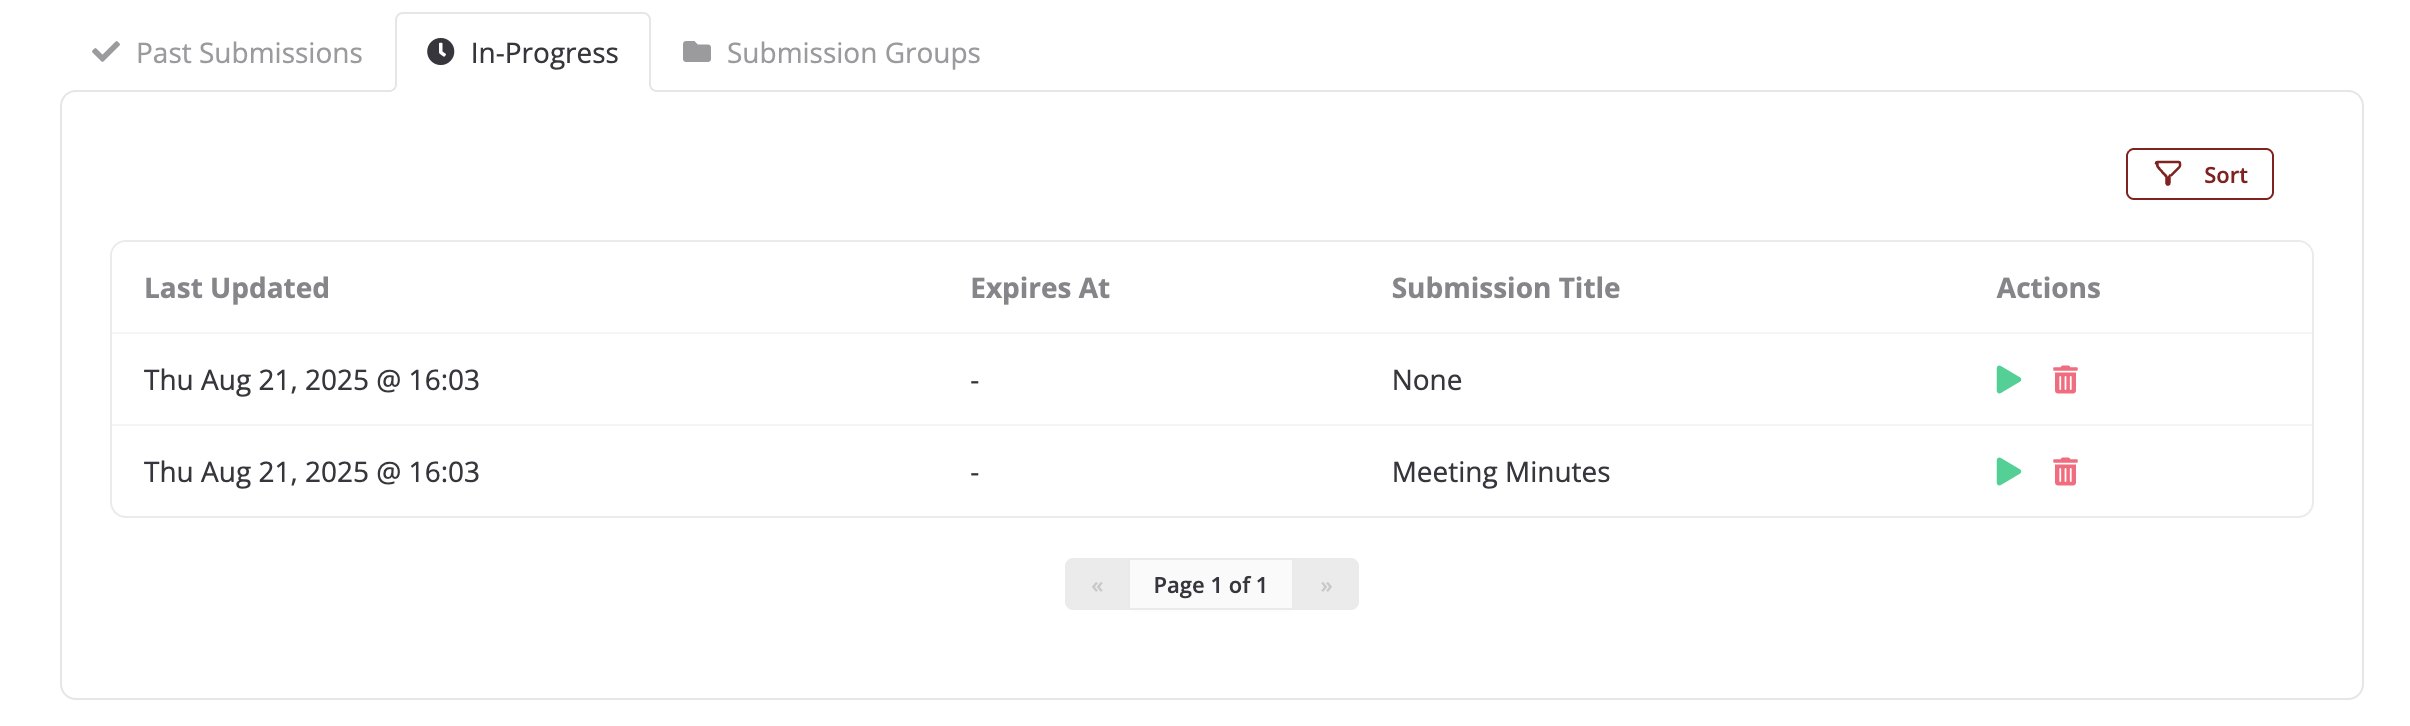 Past Submissions In-Progress Submission Groups
Sort
Last Updated Expires At Submission Title Actions
Thu Aug 21, 2025 @ 16:03 - None
Thu Aug 21, 2025 @ 16:03 - Meeting Minutes
« Page 1 of 1 »